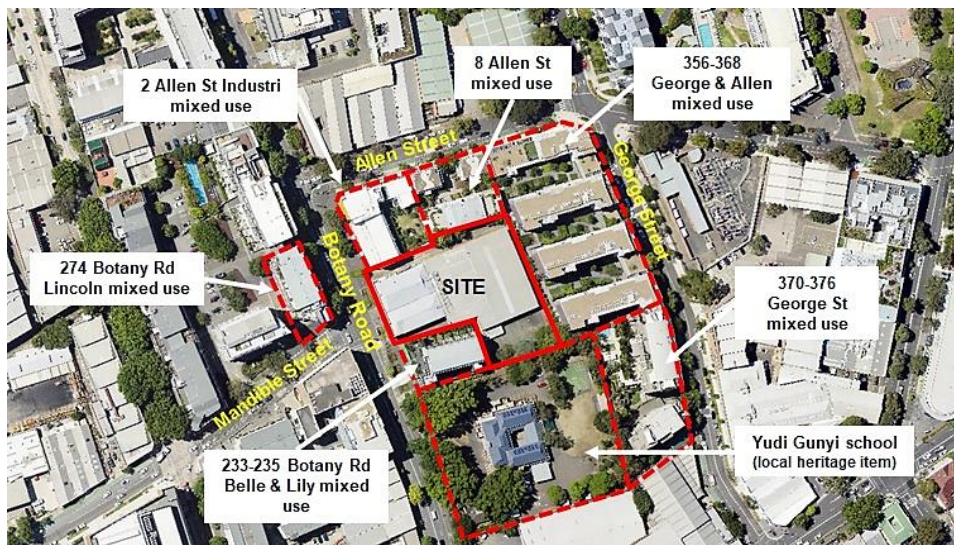 2 Allen St Industri
mixed use
8 Allen St
mixed use
356-368
George & Allen
mixed use
Allen Street
George Street
Botany Road
SITE
274 Botany Rd
Lincoln mixed use
370-376
George St
mixed use
Mandible Street
233-235 Botany Rd
Belle & Lily mixed
use
Yudi Gunyi school
(local heritage item)